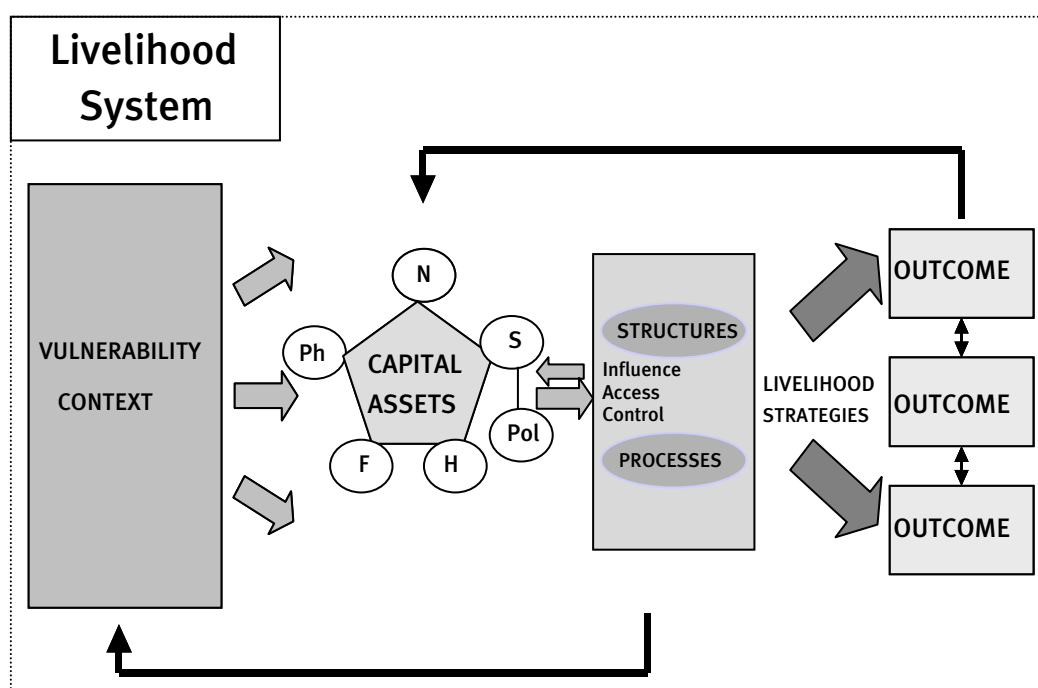 Livelihood
System
VULNERABILITY
CONTEXT
N
Ph
S
CAPITAL
ASSETS
F
H
Pol
STRUCTURES
Influence
Access
Control
PROCESSES
LIVELIHOOD
STRATEGIES
OUTCOME
OUTCOME
OUTCOME